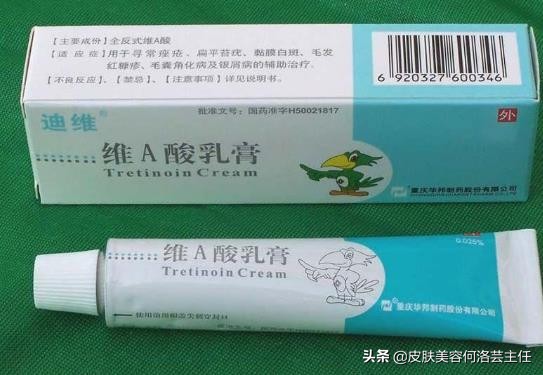 【主要成份】全反式维A酸
【适应症】用于寻常痤疮、扁平苔疣、黏膜白斑、毛发
红糠疹、毛囊角化病及银屑病的辅助治疗。
【不良反应】、【禁忌】、【注意事项】详见说明书。
6 920327 600346
批准文号：国药准字H50021817
外
迪维®
维A酸乳膏
Tretinoin Cream
重庆华邦制药股份有限公司
维A酸乳膏
Tretinoin Cream
外
0.025%
重庆华邦制药股份有限公司
头条 @皮肤美容何洛芸主任